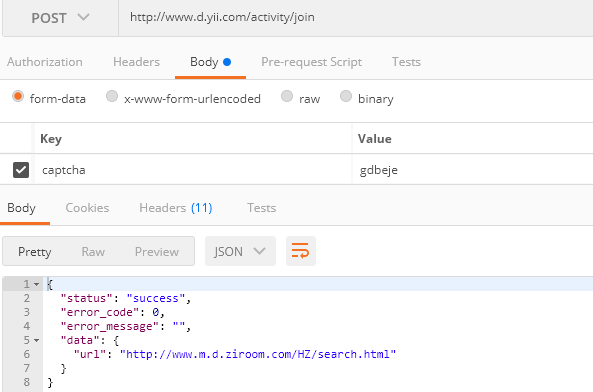 POST http://www.d.yii.com/activity/join
Authorization Headers Body Pre-request Script Tests
form-data x-www-form-urlencoded raw binary
Key Value
captcha gdbeje
Body Cookies Headers (11) Tests
Pretty Raw Preview JSON
1 {
2 "status": "success",
3 "error_code": 0,
4 "error_message": "",
5 "data": {
6 "url": "http://www.m.d.ziroom.com/HZ/search.html"
7 }
8 }